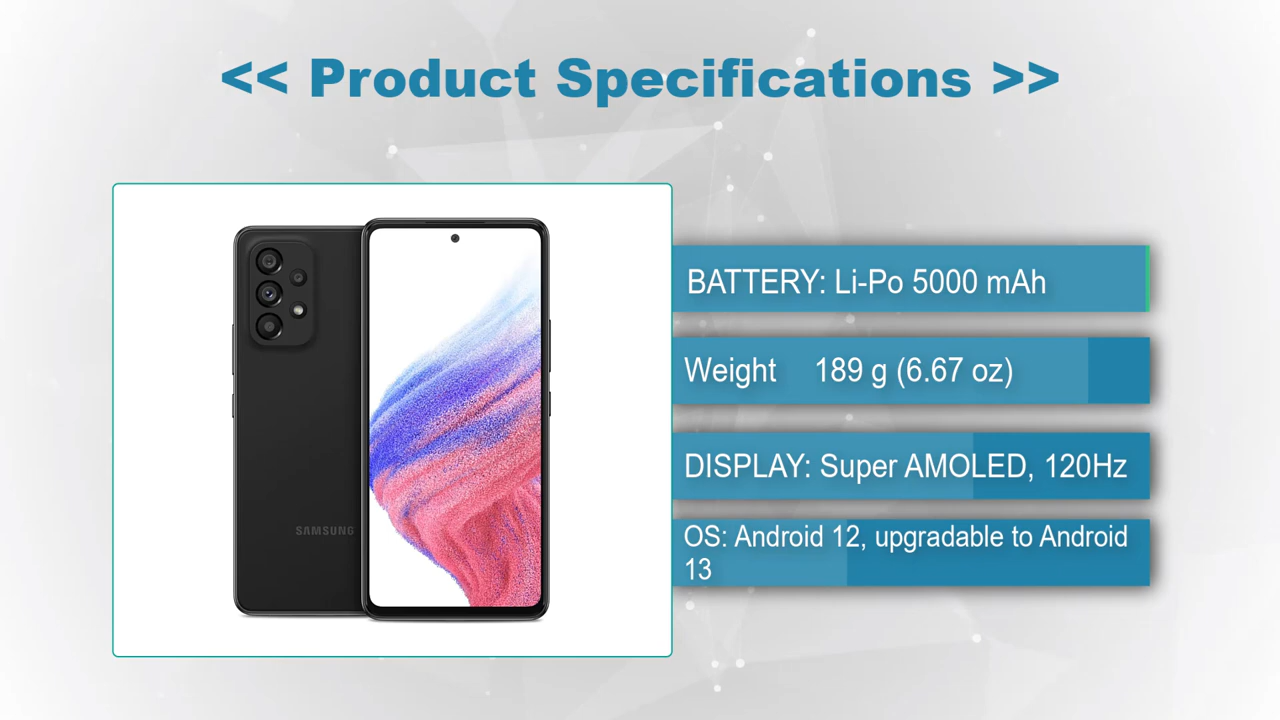 << Product Specifications >>
BATTERY: Li-Po 5000 mAh
Weight 189 g (6.67 oz)
DISPLAY: Super AMOLED, 120Hz
OS: Android 12, upgradable to Android
13
SAMSUNG